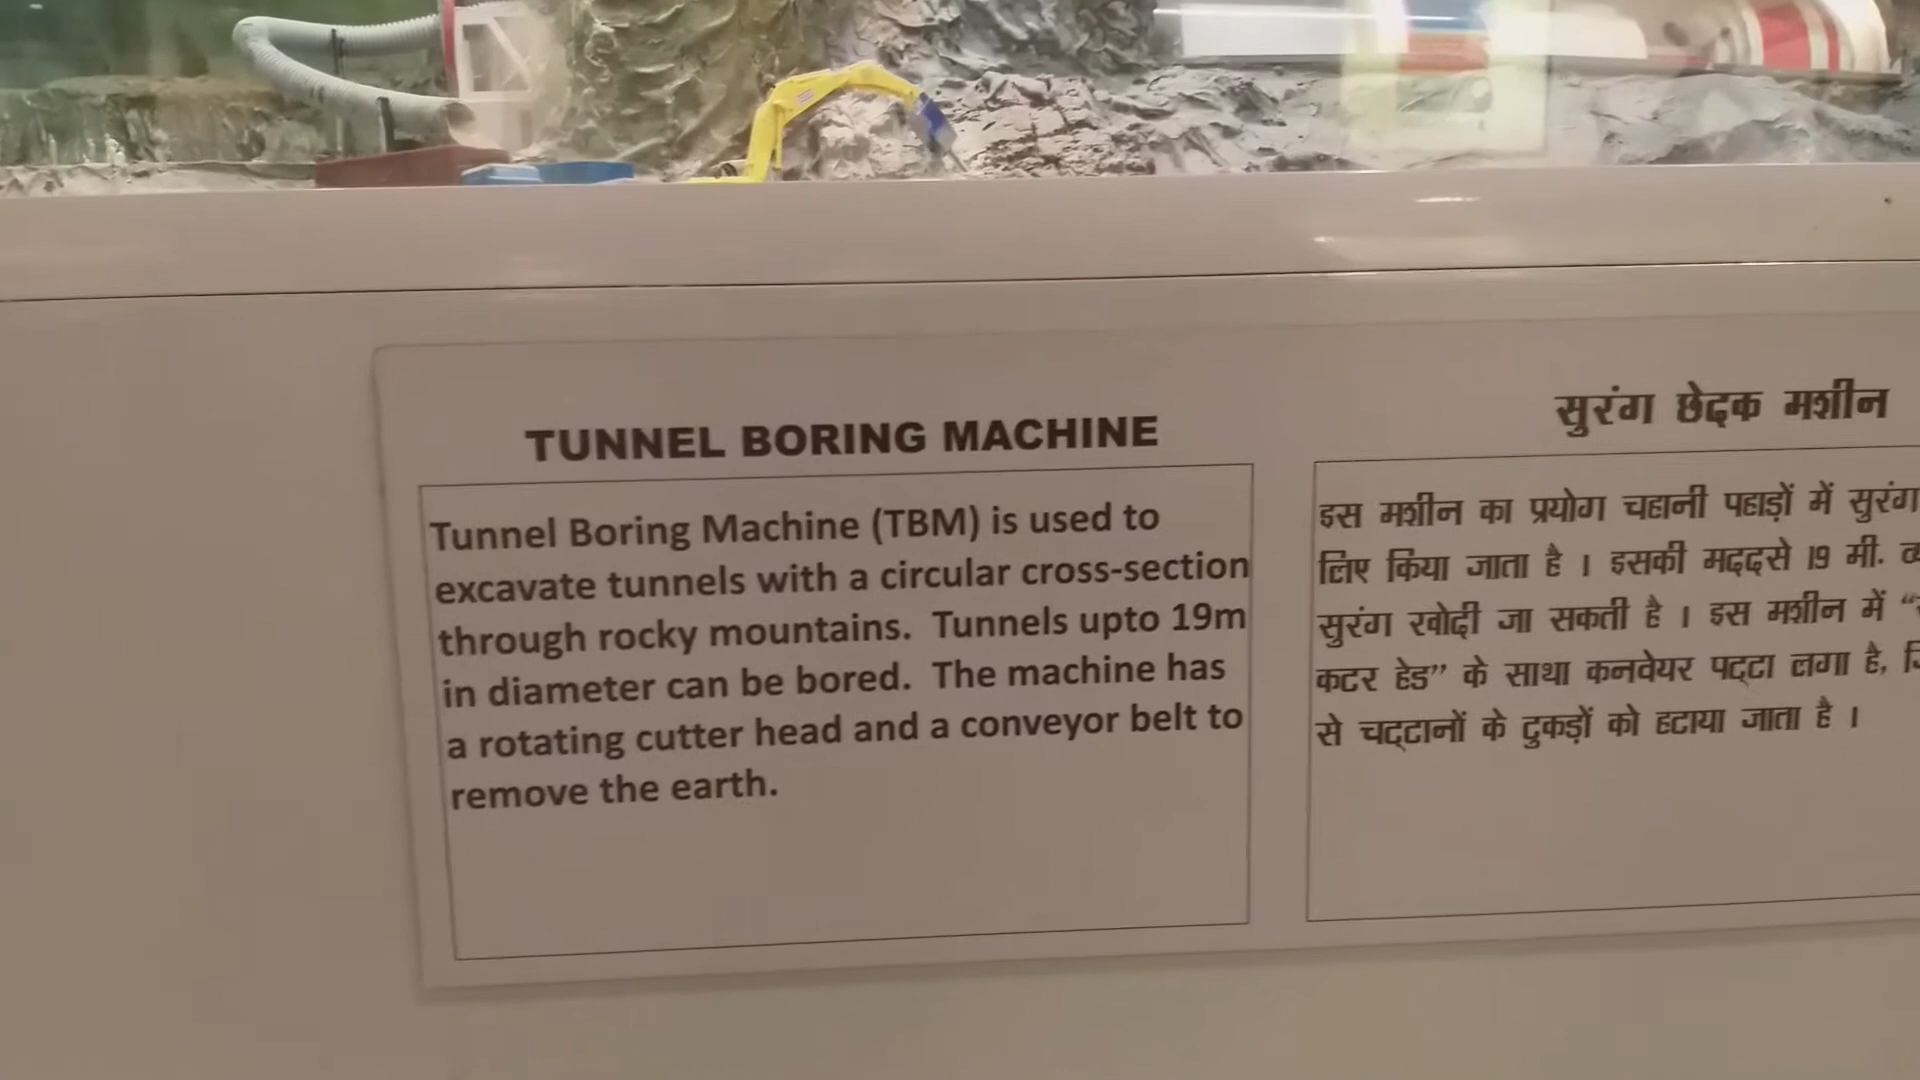 TUNNEL BORING MACHINE
Tunnel Boring Machine (TBM) is used to
excavate tunnels with a circular cross-section
through rocky mountains. Tunnels upto 19m
in diameter can be bored. The machine has
a rotating cutter head and a conveyor belt to
remove the earth.
सुरंग छेदक मशीन
इस मशीन का प्रयोग चहानी पहाड़ों में सुरंग
लिए किया जाता है । इसकी मद्दसे 19 मी.
सुरंग खोदी जा सकती है । इस मशीन में
कटर हेड” के साथा कनवेयर पट्टा लगा है,
से चट्टानों के टुकड़ों को हटाया जाता है ।